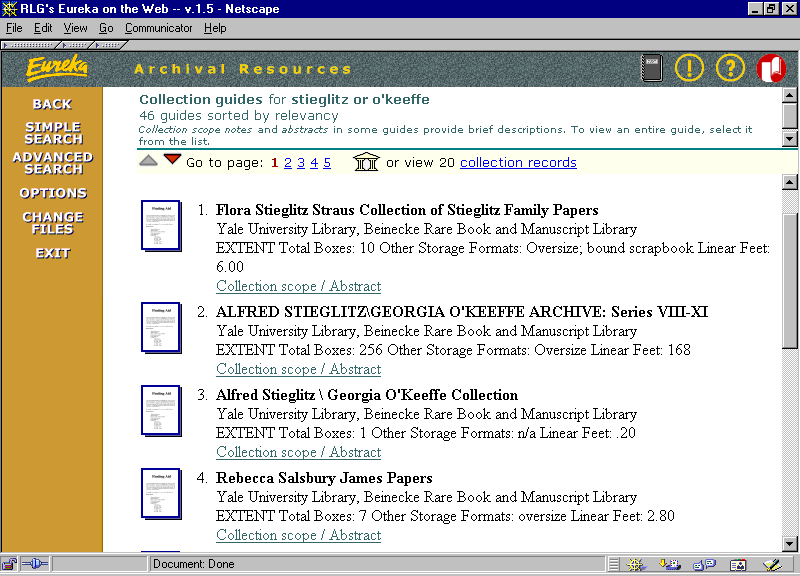 RLG's Eureka on the Web -- v.1.5 - Netscape
File Edit View Go Communicator Help
Eureka Archival Resources
BACK
SIMPLE
SEARCH
ADVANCED
SEARCH
OPTIONS
CHANGE
FILES
EXIT
Collection guides for stieglitz or o'keeffe
46 guides sorted by relevancy
Collection scope notes and abstracts in some guides provide brief descriptions. To view an entire guide, select it
from the list.
Go to page: 1 2 3 4 5 or view 20 collection records
Finding Aid
1. Flora Stieglitz Straus Collection of Stieglitz Family Papers
Yale University Library, Beinecke Rare Book and Manuscript Library
EXTENT Total Boxes: 10 Other Storage Formats: Oversize; bound scrapbook Linear Feet:
6.00
Collection scope / Abstract
Finding Aid
2. ALFRED STIEGLITZ\GEORGIA O'KEEFFE ARCHIVE: Series VIII-XI
Yale University Library, Beinecke Rare Book and Manuscript Library
EXTENT Total Boxes: 256 Other Storage Formats: Oversize Linear Feet: 168
Collection scope / Abstract
Finding Aid
3. Alfred Stieglitz \ Georgia O'Keeffe Collection
Yale University Library, Beinecke Rare Book and Manuscript Library
EXTENT Total Boxes: 1 Other Storage Formats: n/a Linear Feet: .20
Collection scope / Abstract
Finding Aid
4. Rebecca Salsbury James Papers
Yale University Library, Beinecke Rare Book and Manuscript Library
EXTENT Total Boxes: 7 Other Storage Formats: oversize Linear Feet: 2.80
Collection scope / Abstract
Document: Done